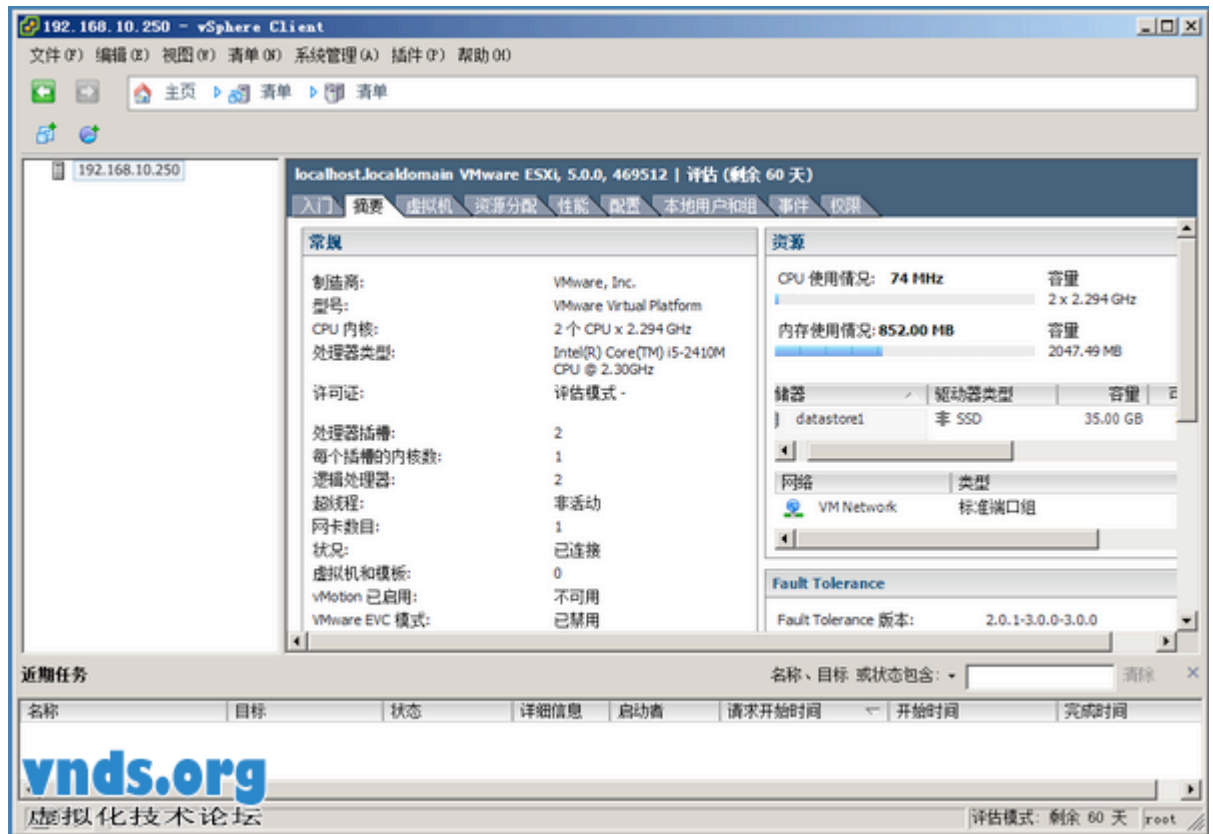 192.168.10.250 - vSphere Client
文件(F) 编辑(E) 视图(W) 清单(N) 系统管理(A) 插件(P) 帮助(H)
主页 清单 清单
192.168.10.250
localhost.localdomain VMware ESXi, 5.0.0, 469512 | 评估 (剩余 60 天)
入门 摘要 虚拟机 资源分配 性能 配置 本地用户和组 事件 权限
常规
制造商: VMware, Inc.
型号: VMware Virtual Platform
CPU 内核: 2 个 CPU x 2.294 GHz
处理器类型: Intel(R) Core(TM) i5-2410M
CPU @ 2.30GHz
许可证: 评估模式 -
处理器插槽: 2
每个插槽的内核数: 1
逻辑处理器: 2
超线程: 非活动
网卡数目: 1
状况: 已连接
虚拟机和模板: 0
vMotion 已启用: 不可用
VMware EVC 模式: 已禁用
资源
CPU 使用情况: 74 MHz 容量
2 x 2.294 GHz
内存使用情况: 852.00 MB 容量
2047.49 MB
储器 驱动器类型 容量
datastore1 非 SSD 35.00 GB
网络 类型
VM Network 标准端口组
Fault Tolerance
Fault Tolerance 版本: 2.0.1-3.0.0-3.0.0
近期任务 名称、目标 或状态包含: 清除
名称 目标 状态 详细信息 启动者 请求开始时间 开始时间 完成时间
vnds.org
虚拟化技术论坛
评估模式: 剩余 60 天 root